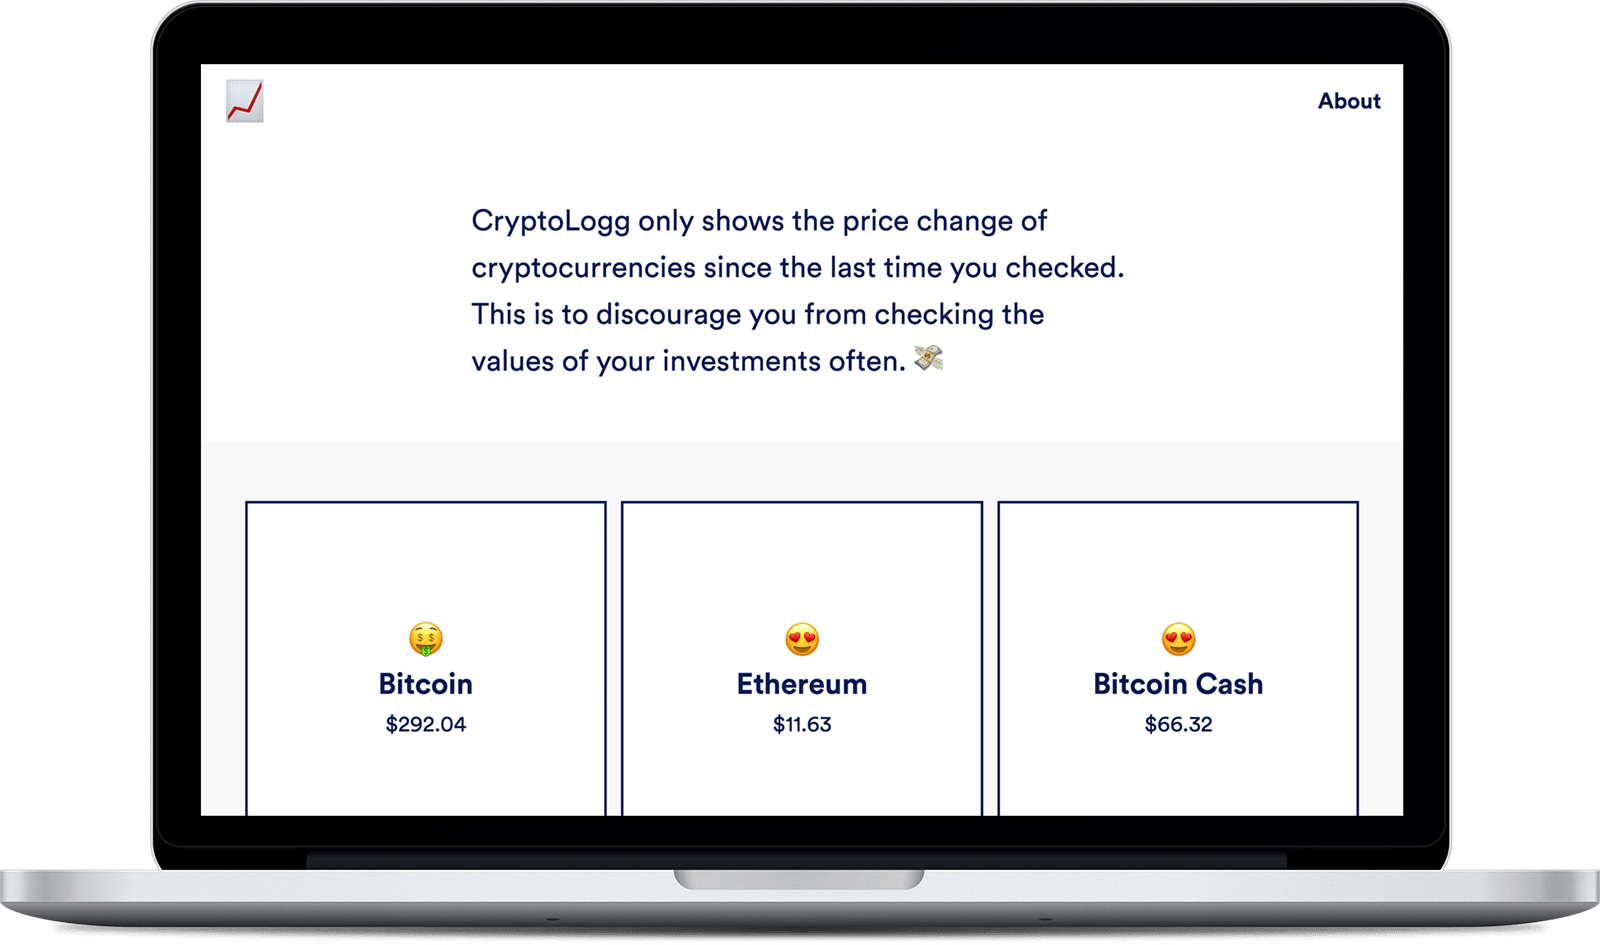 About
CryptoLogg only shows the price change of
cryptocurrencies since the last time you checked.
This is to discourage you from checking the
values of your investments often. 💸
Bitcoin
$292.04
Ethereum
$11.63
Bitcoin Cash
$66.32